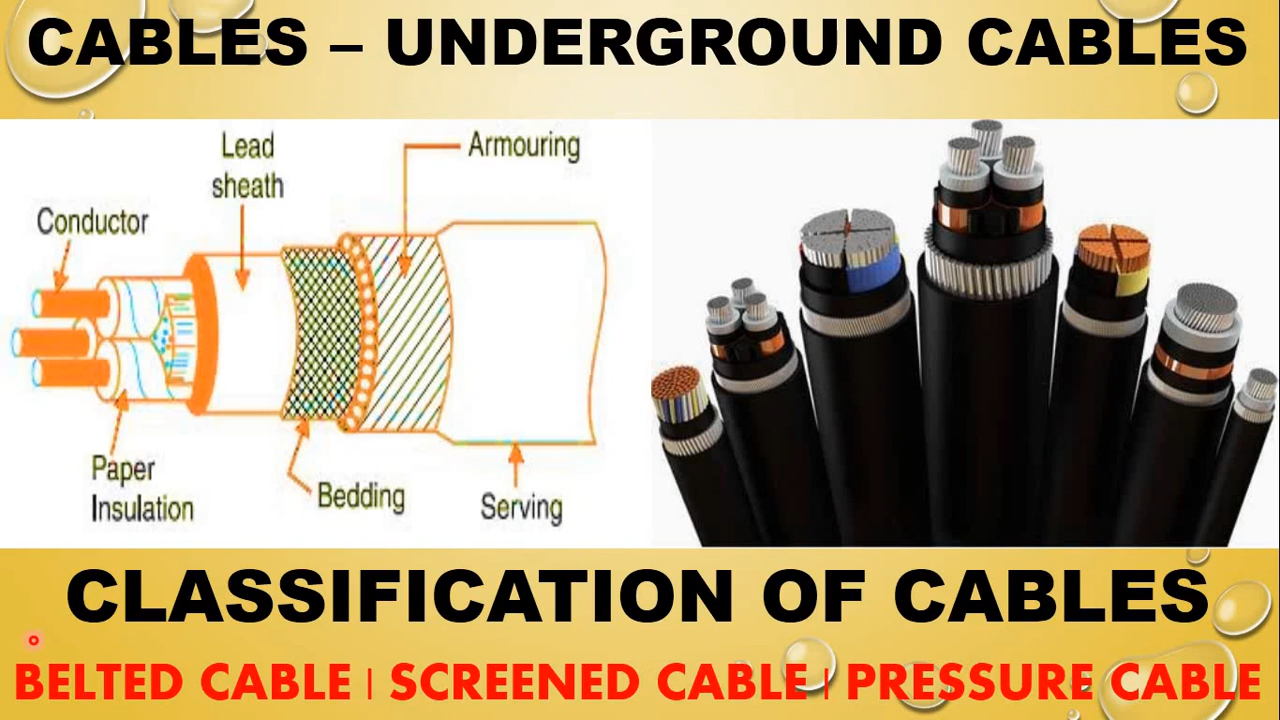 CABLES – UNDERGROUND CABLES
Lead
sheath
Armouring
Conductor
Paper
Insulation
Bedding
Serving
CLASSIFICATION OF CABLES
BELTED CABLE | SCREENED CABLE | PRESSURE CABLE